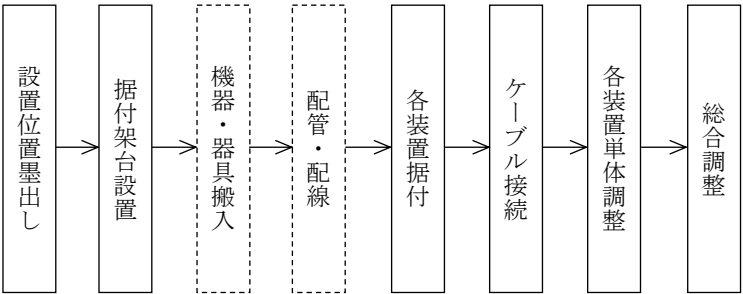 設置位置墨出し
据付架台設置
機器・器具搬入
配管・配線
各装置据付
ケーブル接続
各装置単体調整
総合調整